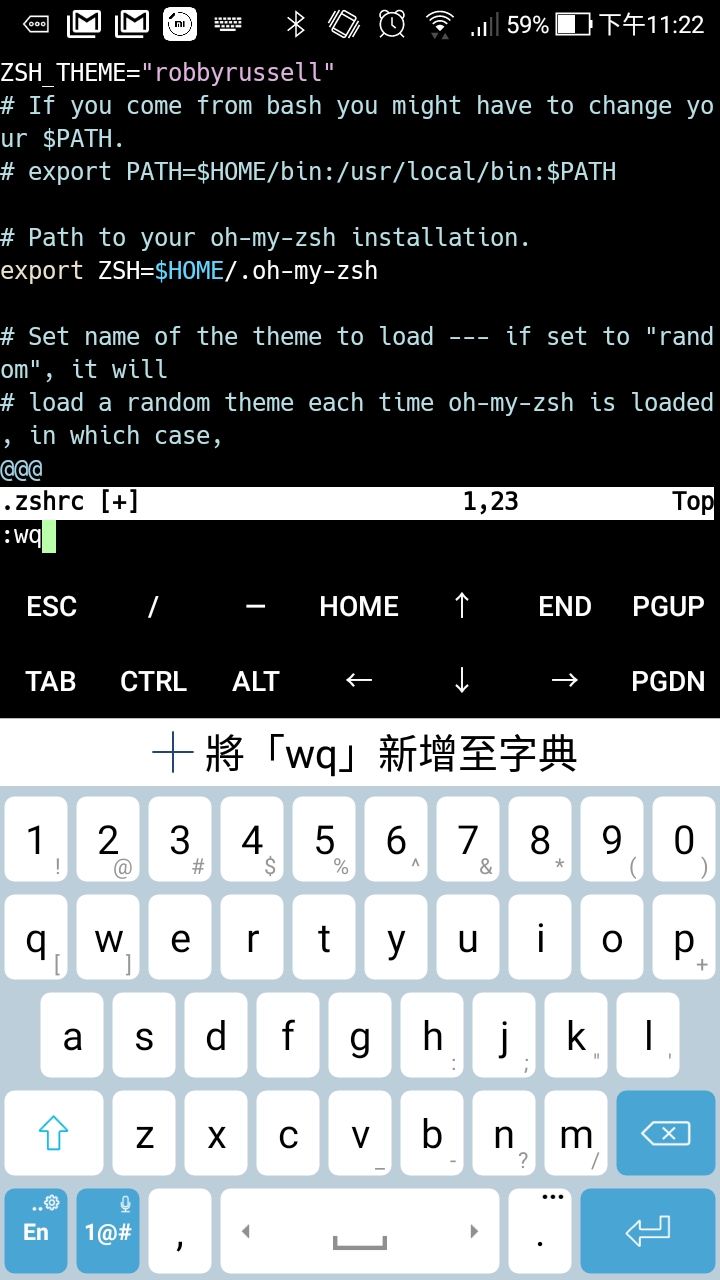 59% 下午11:22
ZSH_THEME="robbyrussell"
# If you come from bash you might have to change yo
ur $PATH.
# export PATH=$HOME/bin:/usr/local/bin:$PATH
# Path to your oh-my-zsh installation.
export ZSH=$HOME/.oh-my-zsh
# Set name of the theme to load --- if set to "rand
om", it will
# load a random theme each time oh-my-zsh is loaded
, in which case,
@@@
.zshrc [+] 1,23 Top
:wq
ESC / — HOME ↑ END PGUP
TAB CTRL ALT ← ↓ → PGDN
將「wq」新增至字典
1 ! 2 @ 3 # 4 $ 5 % 6 ^ 7 & 8 * 9 ( 0 )
q [ w ] e r t y u i o p +
a s d f g h : j ; k " l '
z x c v _ b - n ? m /
En 1@# , . ...